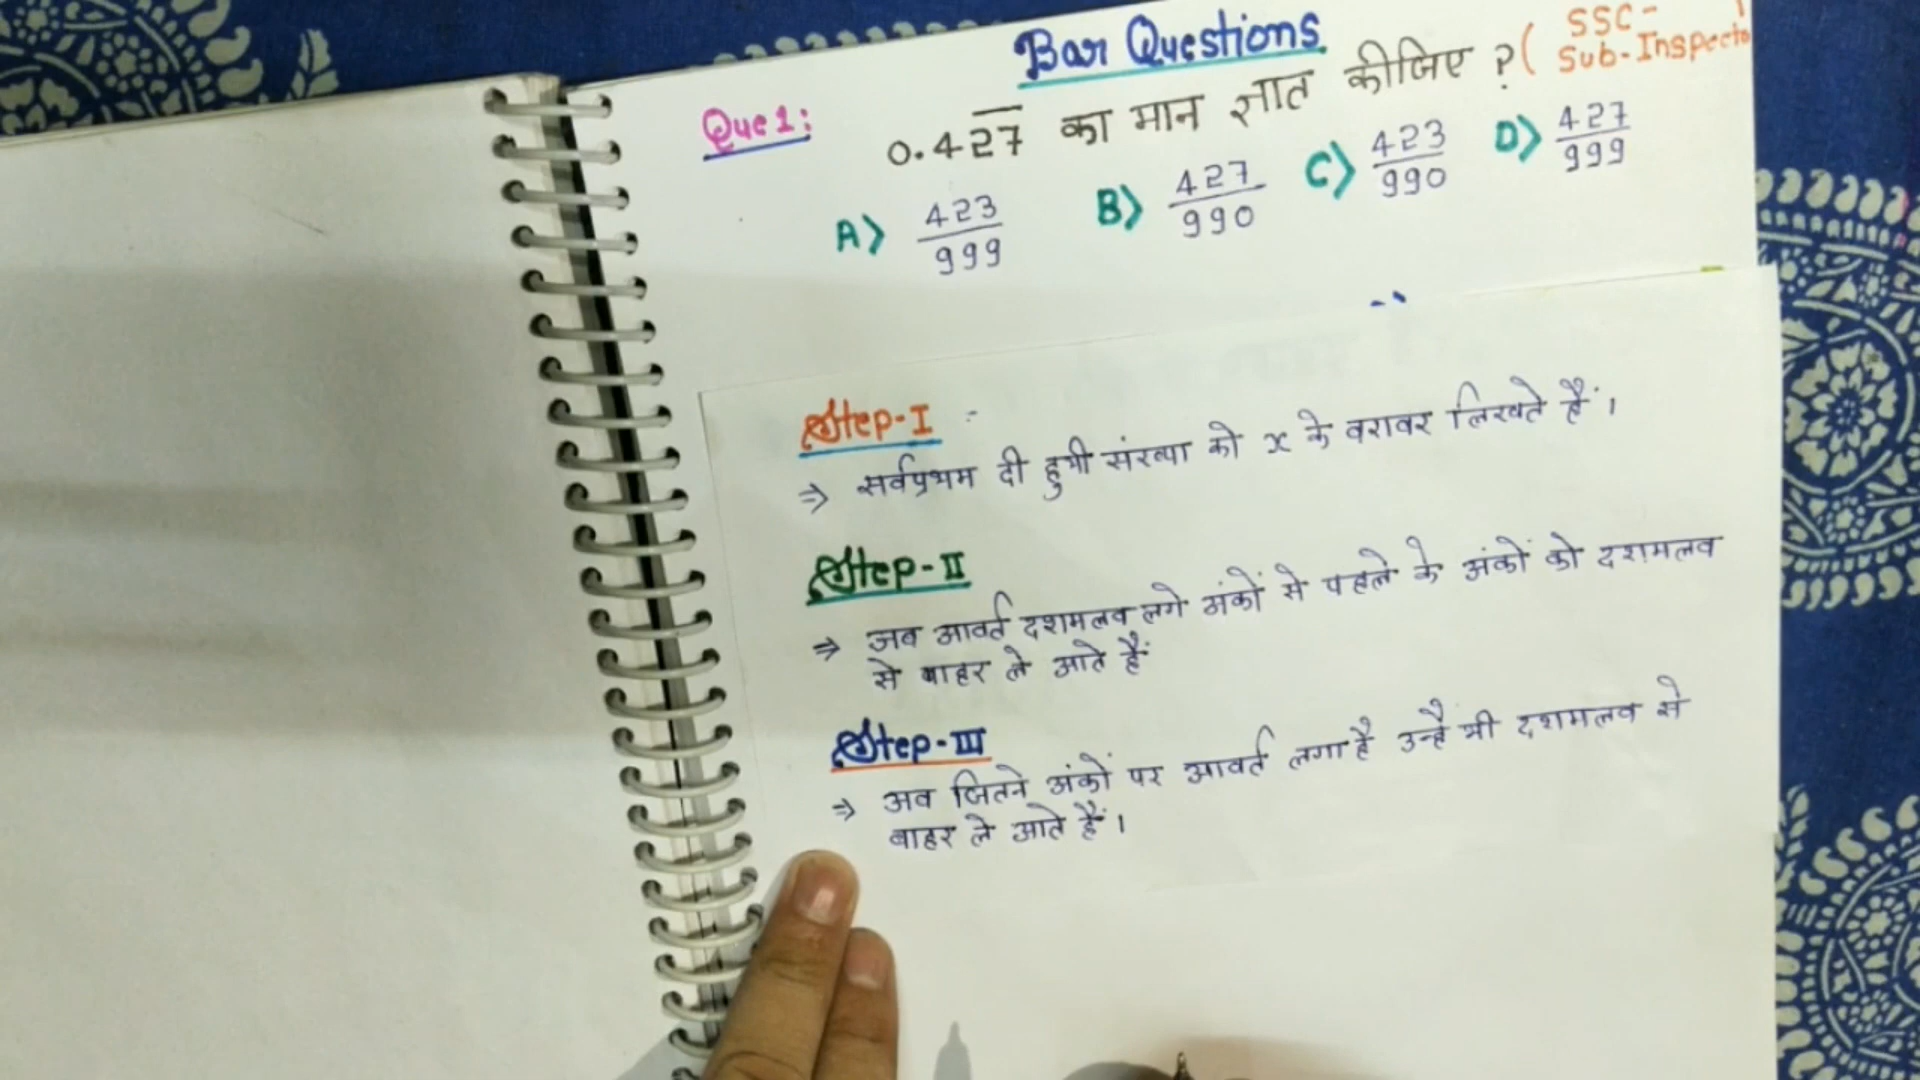 Bar Questions
Que 1: 0.427̅ का मान ज्ञात कीजिए ? ( SSC-
Sub-Inspecto
A) 423/999 B) 427/990 C) 423/990 D) 427/999
Step-I :-
⇒ सर्वप्रथम दी हुयी संख्या को x के बराबर लिखते हैं।
Step-II
⇒ जब आवर्त दशमलव लगे अंकों से पहले के अंकों को दशमलव
से बाहर ले आते हैं
Step-III
⇒ अब जितने अंकों पर आवर्त लगा है उन्हें भी दशमलव से
बाहर ले आते हैं।